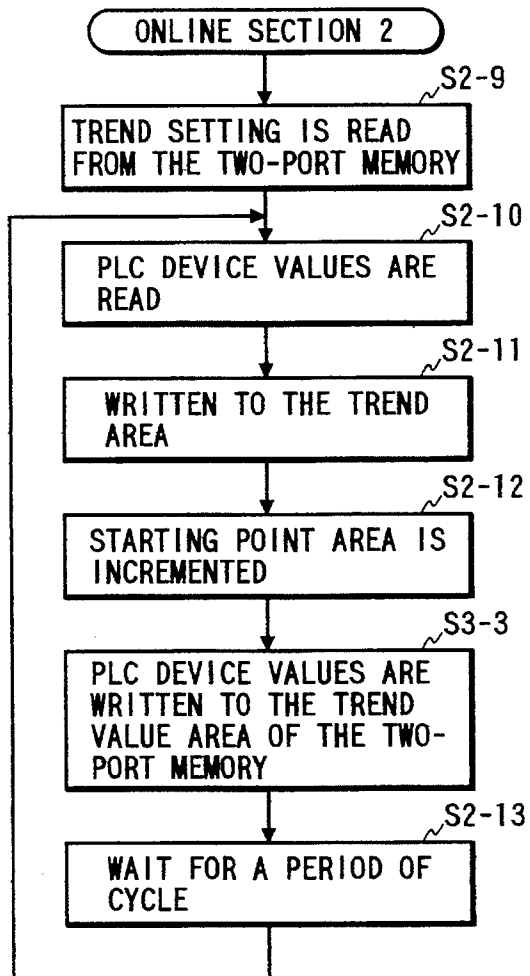 ONLINE SECTION 2
S2-9
TREND SETTING IS READ
FROM THE TWO-PORT MEMORY
S2-10
PLC DEVICE VALUES ARE
READ
S2-11
WRITTEN TO THE TREND
AREA
S2-12
STARTING POINT AREA IS
INCREMENTED
S3-3
PLC DEVICE VALUES ARE
WRITTEN TO THE TREND
VALUE AREA OF THE TWO-
PORT MEMORY
S2-13
WAIT FOR A PERIOD OF
CYCLE